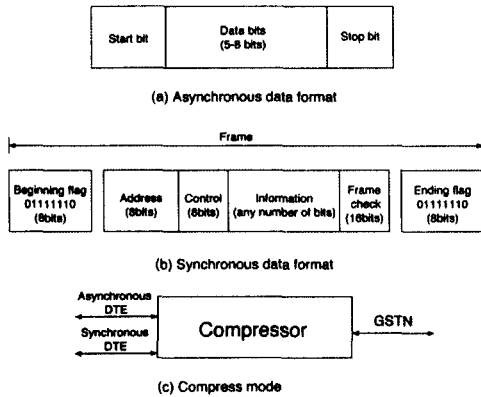 Start bit
Data bits
(5-8 bits)
Stop bit
(a) Asynchronous data format
Frame
Beginning flag
01111110
(8bits)
Address
(8bits)
Control
(8bits)
Information
(any number of bits)
Frame
check
(16bits)
Ending flag
01111110
(8bits)
(b) Synchronous data format
Asynchronous
DTE
Synchronous
DTE
Compressor
GSTN
(c) Compress mode